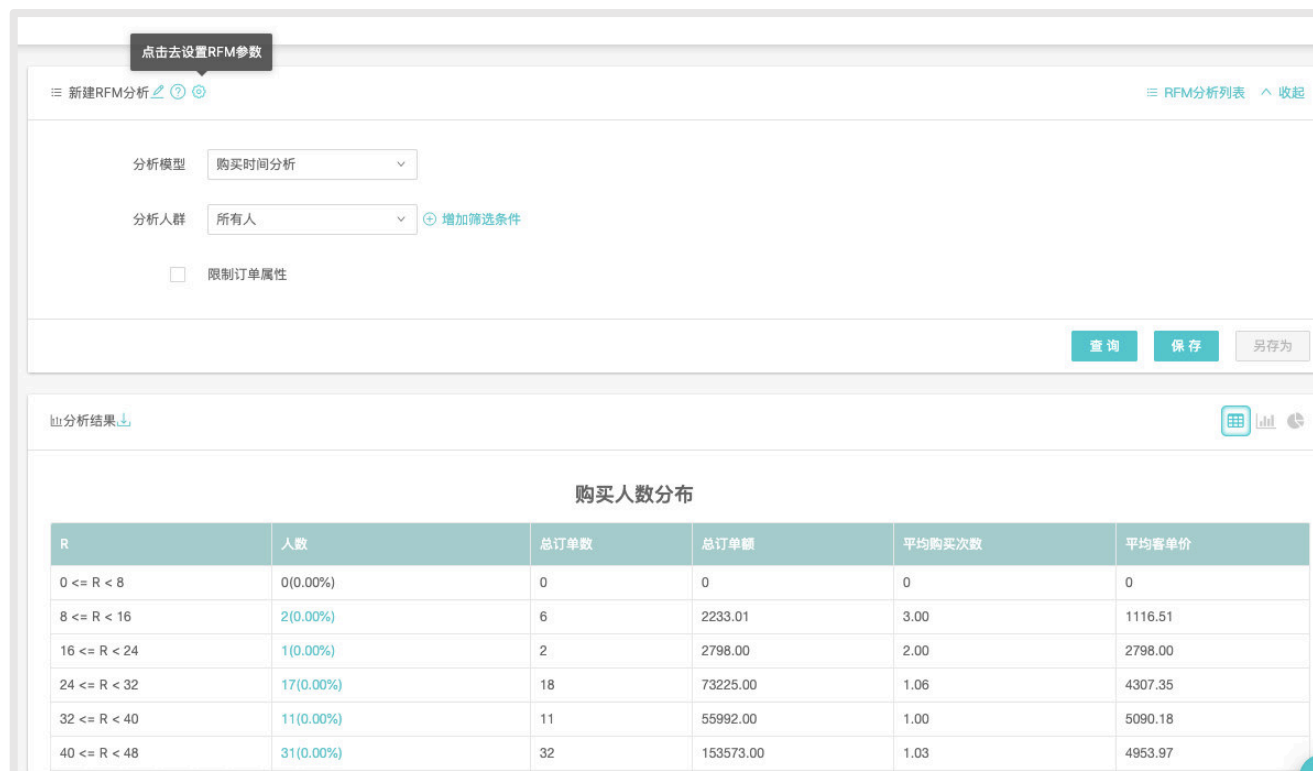 点击去设置RFM参数
新建RFM分析
RFM分析列表 收起
分析模型 购买时间分析
分析人群 所有人 增加筛选条件
限制订单属性
查询 保存 另存为
分析结果
购买人数分布
R 人数 总订单数 总订单额 平均购买次数 平均客单价
0 <= R < 8 0(0.00%) 0 0 0 0
8 <= R < 16 2(0.00%) 6 2233.01 3.00 1116.51
16 <= R < 24 1(0.00%) 2 2798.00 2.00 2798.00
24 <= R < 32 17(0.00%) 18 73225.00 1.06 4307.35
32 <= R < 40 11(0.00%) 11 55992.00 1.00 5090.18
40 <= R < 48 31(0.00%) 32 153573.00 1.03 4953.97